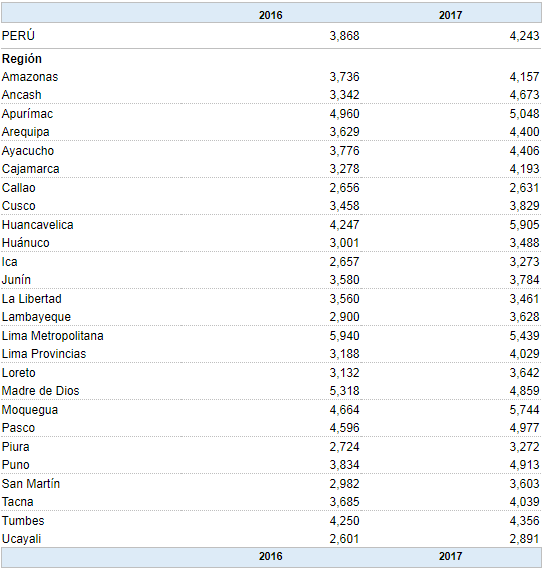 2016 2017
PERÚ 3,868 4,243
Región
Amazonas 3,736 4,157
Ancash 3,342 4,673
Apurímac 4,960 5,048
Arequipa 3,629 4,400
Ayacucho 3,776 4,406
Cajamarca 3,278 4,193
Callao 2,656 2,631
Cusco 3,458 3,829
Huancavelica 4,247 5,905
Huánuco 3,001 3,488
Ica 2,657 3,273
Junín 3,580 3,784
La Libertad 3,560 3,461
Lambayeque 2,900 3,628
Lima Metropolitana 5,940 5,439
Lima Provincias 3,188 4,029
Loreto 3,132 3,642
Madre de Dios 5,318 4,859
Moquegua 4,664 5,744
Pasco 4,596 4,977
Piura 2,724 3,272
Puno 3,834 4,913
San Martín 2,982 3,603
Tacna 3,685 4,039
Tumbes 4,250 4,356
Ucayali 2,601 2,891
2016 2017